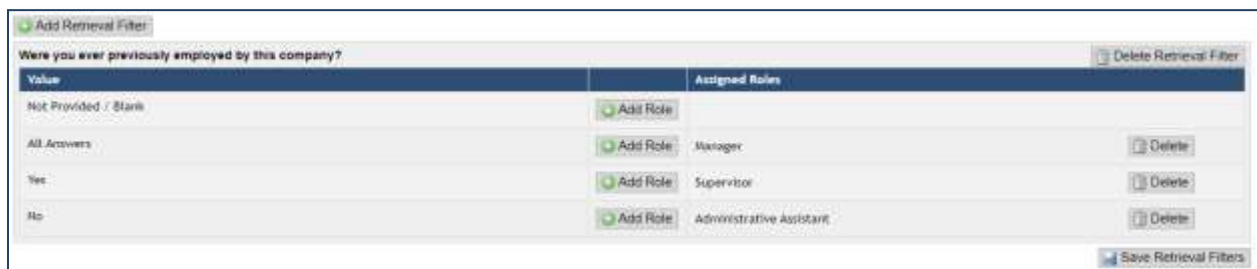 Add Retrieval Filter
Were you ever previously employed by this company? Delete Retrieval Filter
Value Assigned Roles
Not Provided / Blank Add Role
All Answers Add Role Manager Delete
Yes Add Role Supervisor Delete
No Add Role Administrative Assistant Delete
Save Retrieval Filters